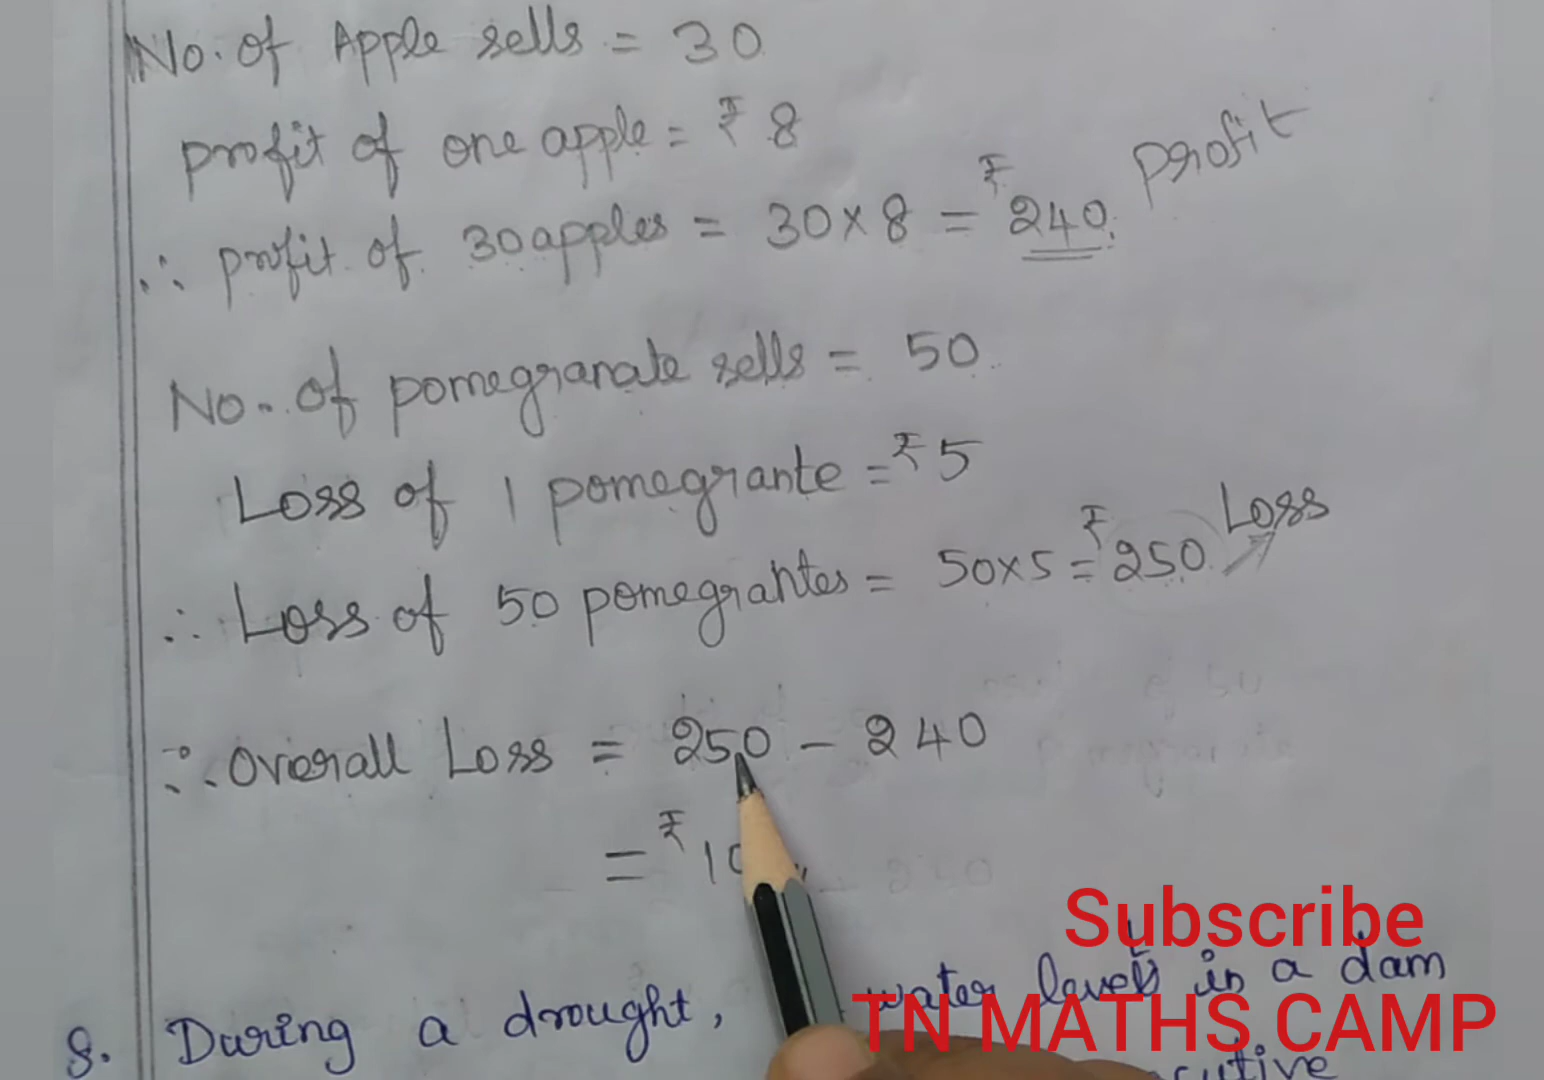 No. of Apple sells = 30
profit of one apple = ₹ 8
∴ profit of 30 apples = 30 × 8 = ₹ 240. profit
No. of pomegranate sells = 50
Loss of 1 pomegrante = ₹ 5
∴ Loss of 50 pomegrantes = 50 × 5 = ₹ 250 Loss
∴ Overall Loss = 250 - 240
= ₹ 10
Subscribe
8. During a drought, water levels in a dam
TN MATHS CAMP